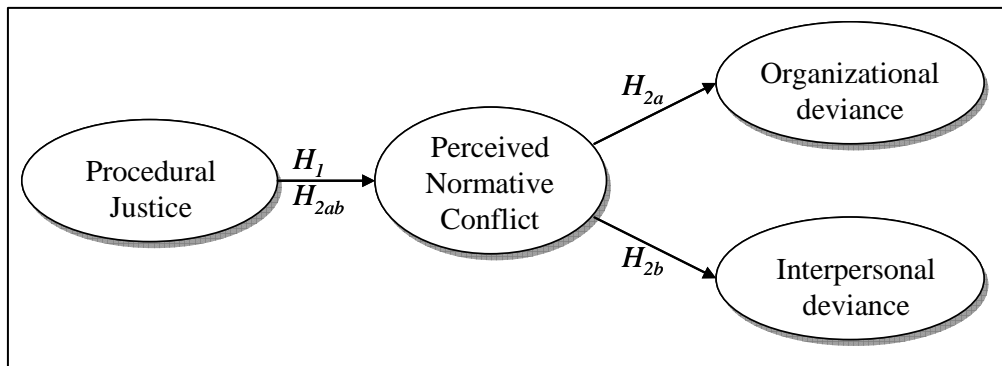 Procedural
Justice
H1
H2ab
Perceived
Normative
Conflict
H2a
H2b
Organizational
deviance
Interpersonal
deviance